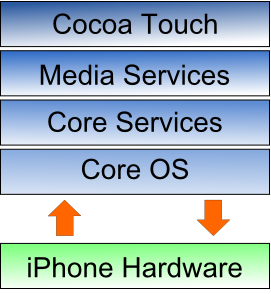 Cocoa Touch
Media Services
Core Services
Core OS
iPhone Hardware